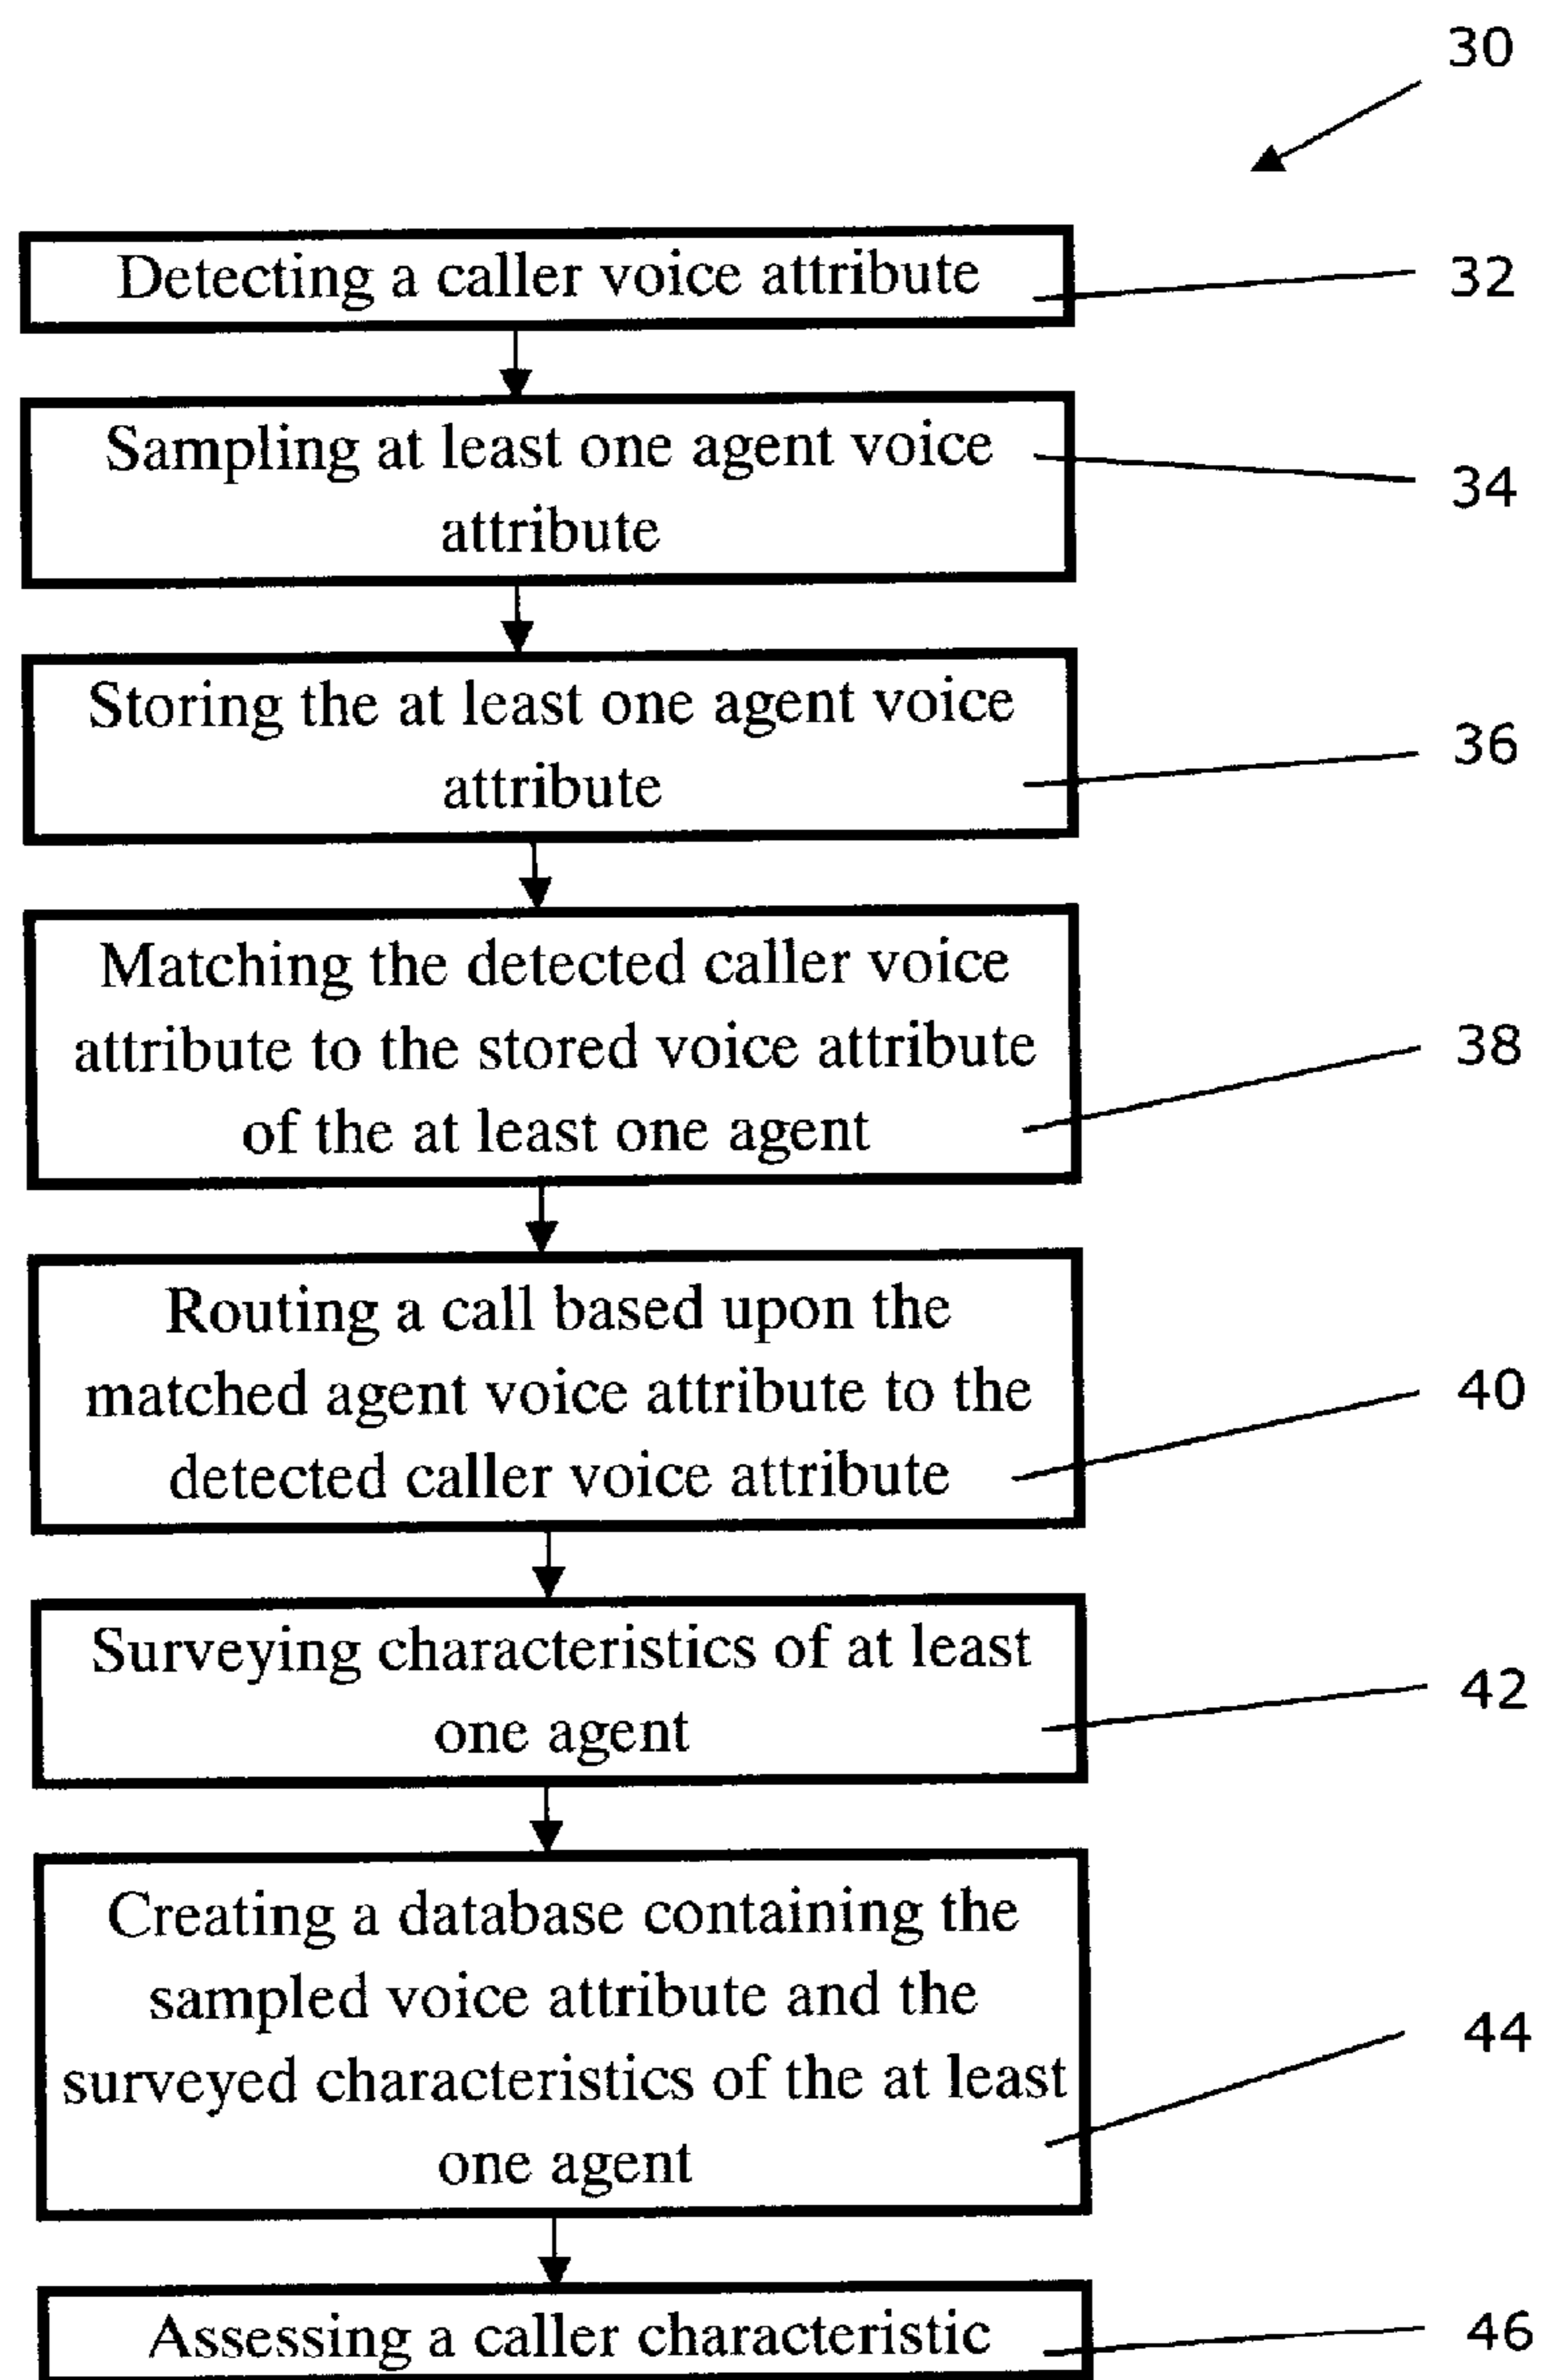 30
Detecting a caller voice attribute
32
Sampling at least one agent voice
attribute
34
Storing the at least one agent voice
attribute
36
Matching the detected caller voice
attribute to the stored voice attribute
of the at least one agent
38
Routing a call based upon the
matched agent voice attribute to the
detected caller voice attribute
40
Surveying characteristics of at least
one agent
42
Creating a database containing the
sampled voice attribute and the
surveyed characteristics of the at least
one agent
44
Assessing a caller characteristic
46